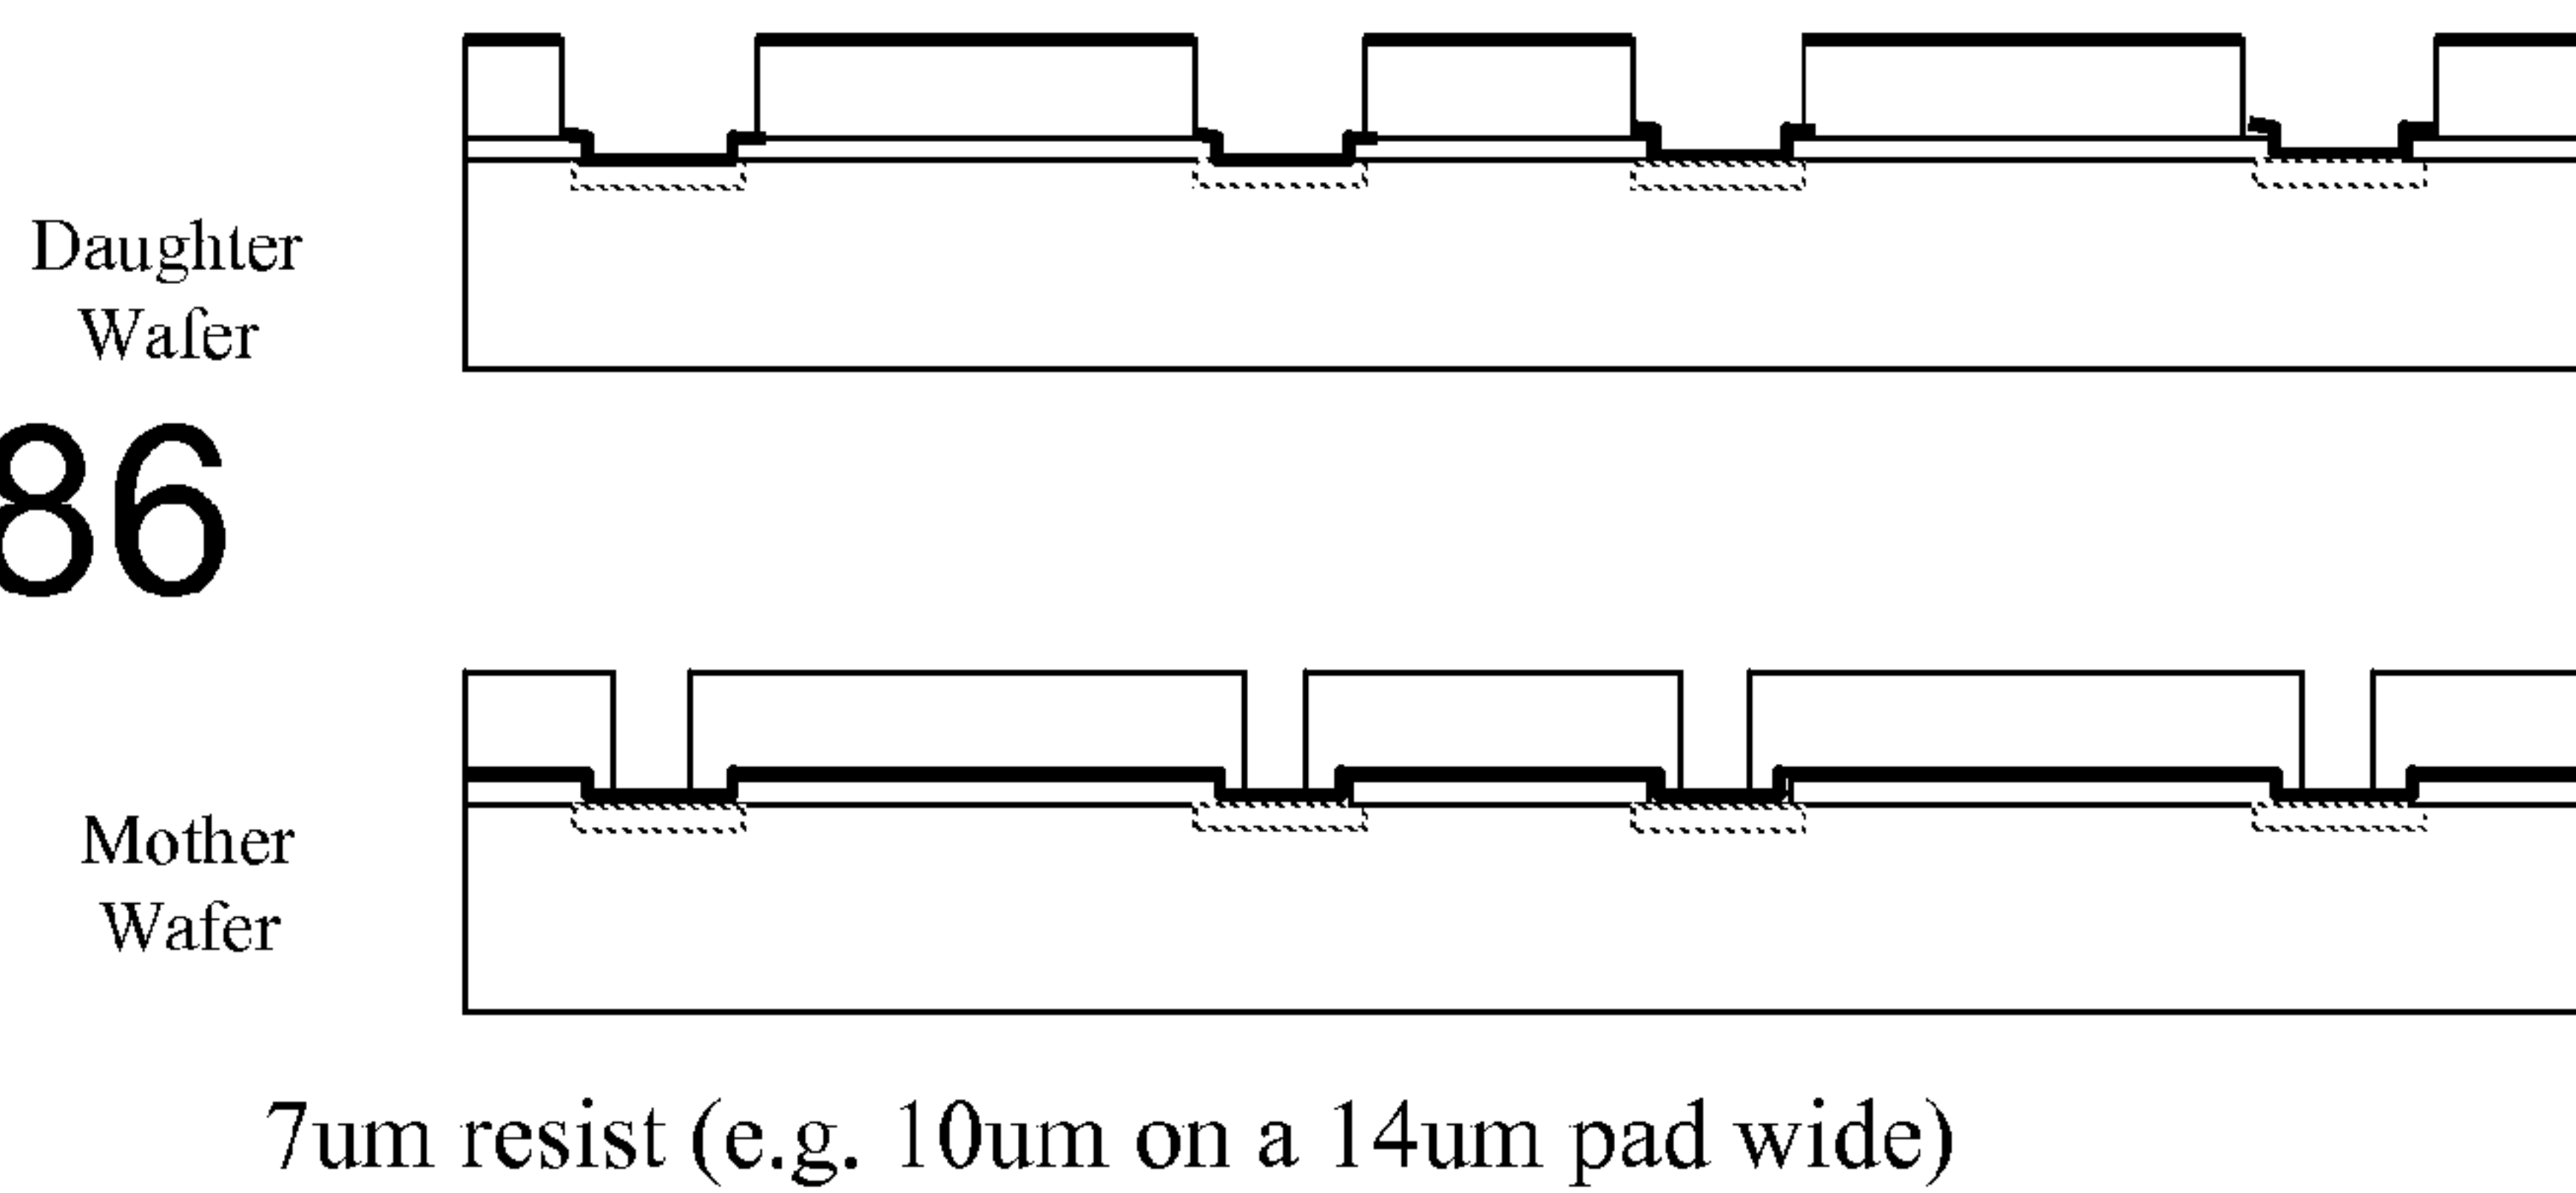 Daughter
Wafer
86
Mother
Wafer
7um resist (e.g. 10um on a 14um pad wide)